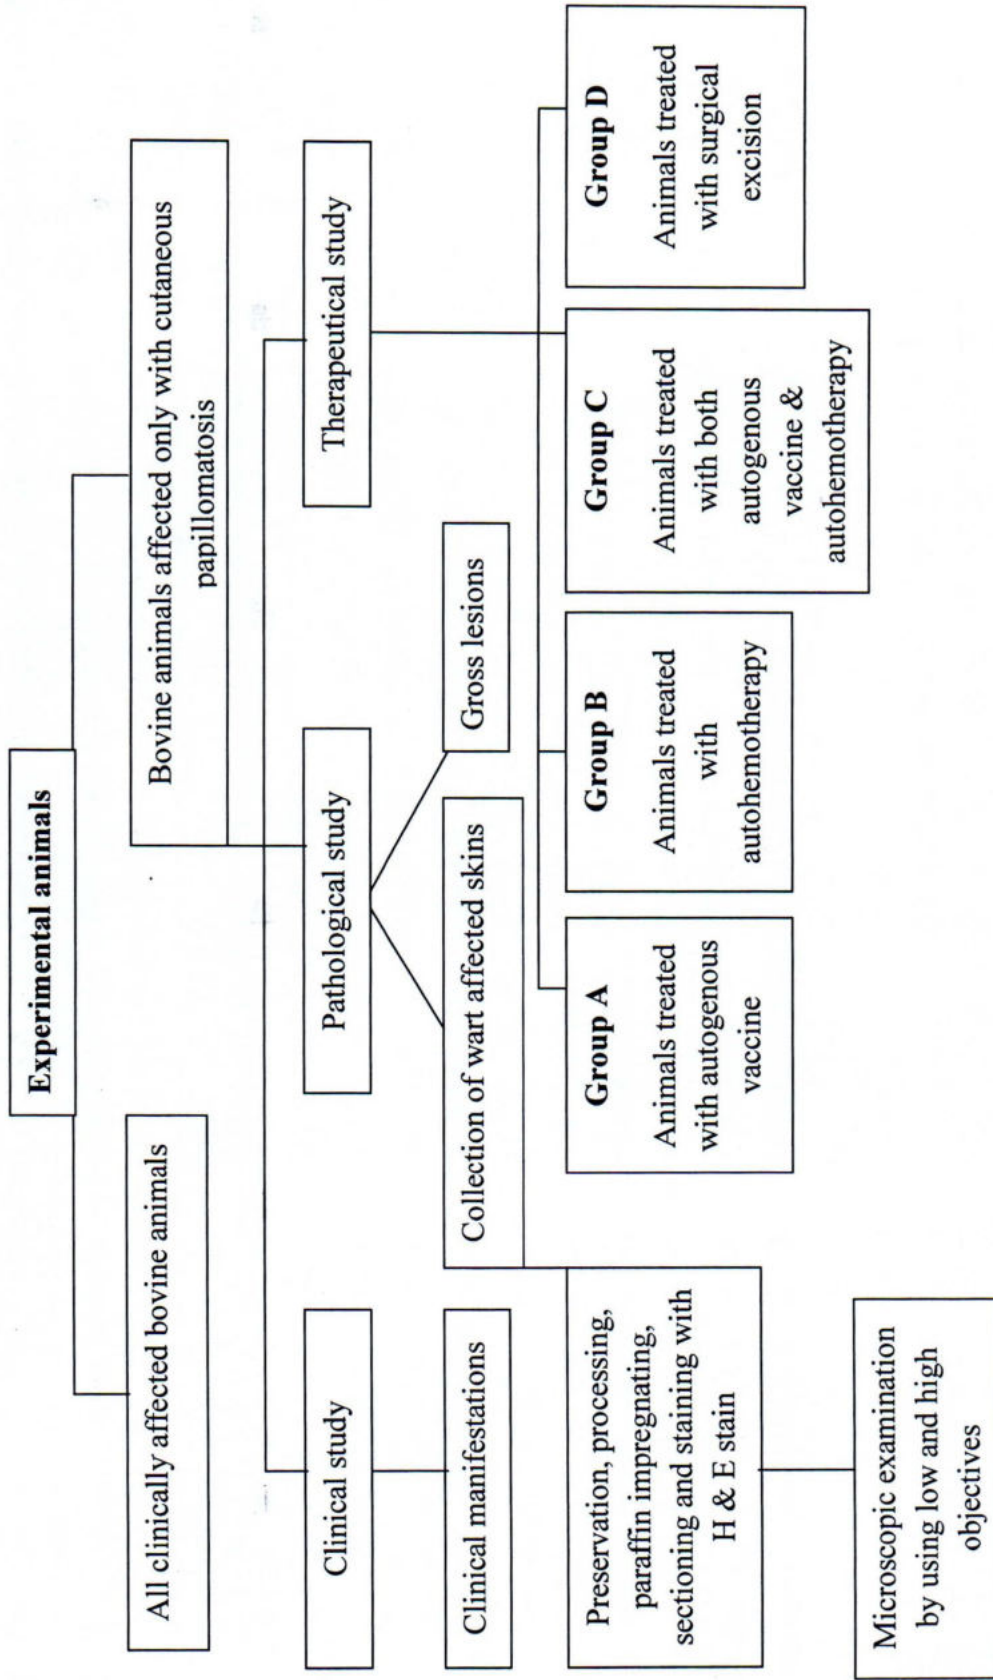 Experimental animals
All clinically affected bovine animals
Bovine animals affected only with cutaneous
papillomatosis
Clinical study
Pathological study
Therapeutical study
Clinical manifestations
Collection of wart affected skins
Gross lesions
Preservation, processing,
paraffin impregnating,
sectioning and staining with
H & E stain
Group A
Animals treated
with autogenous
vaccine
Group B
Animals treated
with
autohemotherapy
Group C
Animals treated
with both
autogenous
vaccine &
autohemotherapy
Group D
Animals treated
with surgical
excision
Microscopic examination
by using low and high
objectives